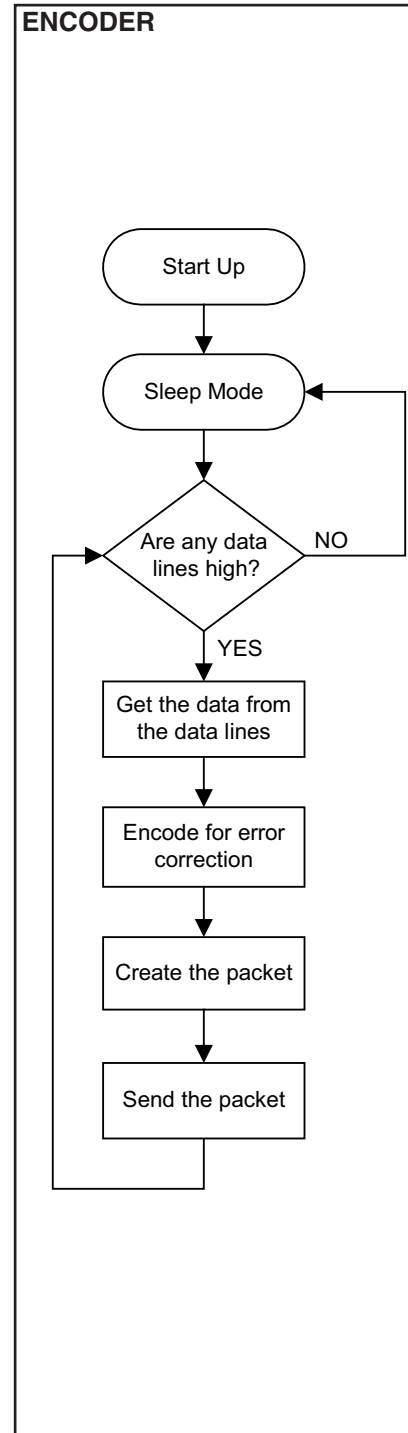 ENCODER
Start Up
Sleep Mode
Are any data
lines high?
NO
YES
Get the data from
the data lines
Encode for error
correction
Create the packet
Send the packet